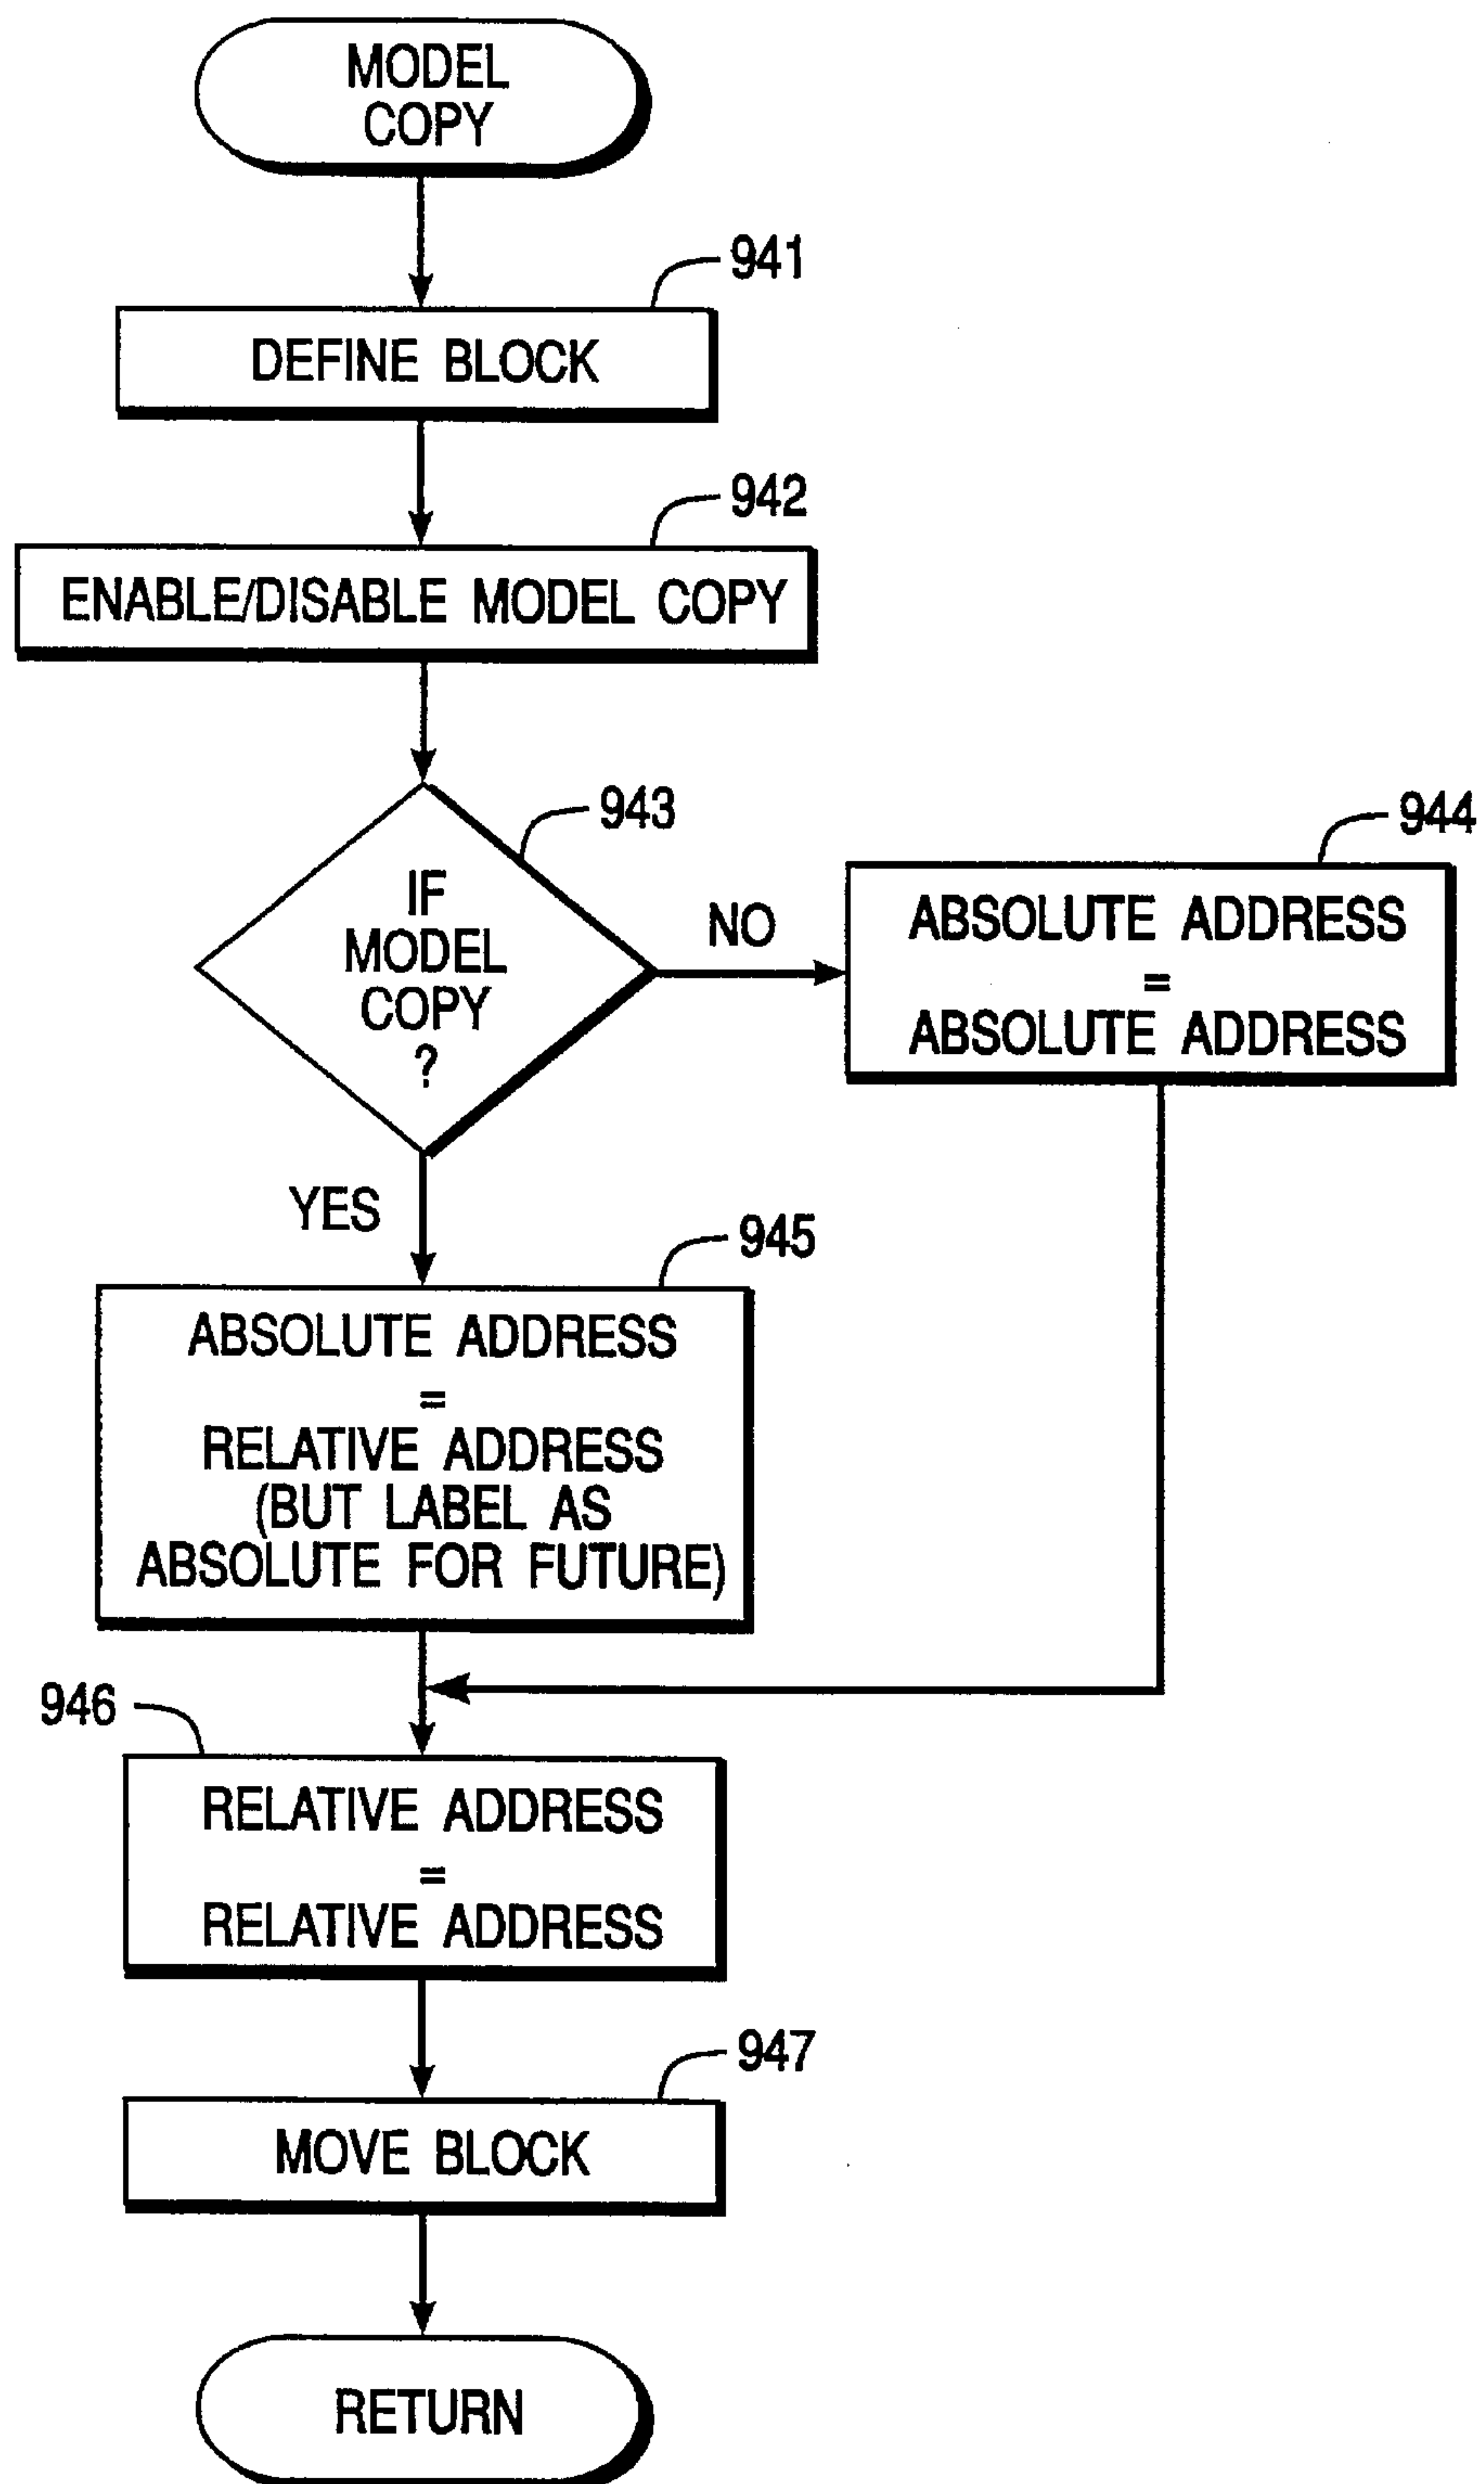 MODEL
COPY
941
DEFINE BLOCK
942
ENABLE/DISABLE MODEL COPY
943
IF
MODEL
COPY
?
NO
944
ABSOLUTE ADDRESS
=
ABSOLUTE ADDRESS
YES
945
ABSOLUTE ADDRESS
=
RELATIVE ADDRESS
(BUT LABEL AS
ABSOLUTE FOR FUTURE)
946
RELATIVE ADDRESS
=
RELATIVE ADDRESS
947
MOVE BLOCK
RETURN